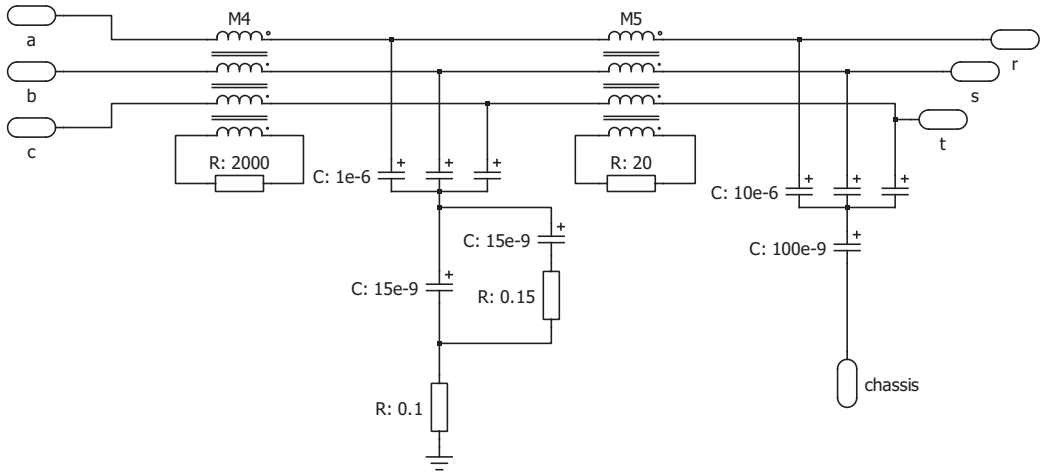 M4
M5
a
b
c
r
s
t
R: 2000
R: 20
C: 1e-6
C: 10e-6
C: 15e-9
C: 100e-9
C: 15e-9
R: 0.15
R: 0.1
chassis